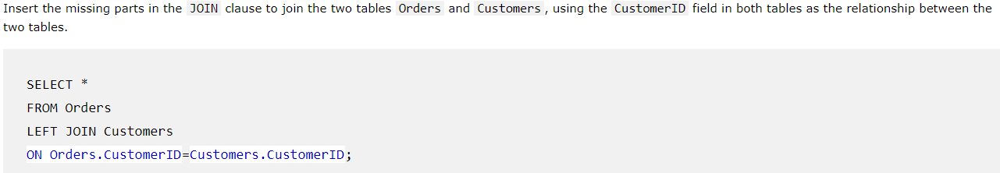 Insert the missing parts in the JOIN clause to join the two tables Orders and Customers, using the CustomerID field in both tables as the relationship between the
two tables.
SELECT *
FROM Orders
LEFT JOIN Customers
ON Orders.CustomerID=Customers.CustomerID;